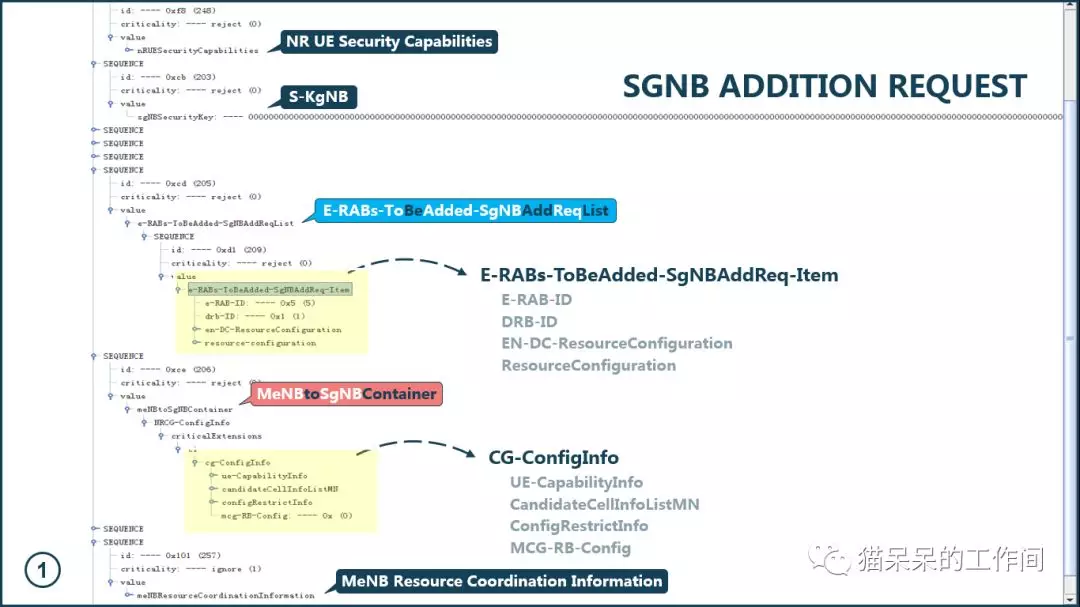 id: ---- 0xf8 (248)
criticality: ---- reject (0)
value
nRUESecurityCapabilities
NR UE Security Capabilities
SEQUENCE
id: ---- 0xcb (203)
criticality: ---- reject (0)
value
S-KgNB
SGNB ADDITION REQUEST
sgNBSecurityKey: ----
SEQUENCE
SEQUENCE
SEQUENCE
SEQUENCE
id: ---- 0xcd (205)
criticality: ---- reject (0)
value
E-RABs-ToBeAdded-SgNBAddReqList
e-RABs-ToBeAdded-SgNBAddReqList
SEQUENCE
id: ---- 0xd1 (209)
criticality: ---- reject (0)
value
e-RABs-ToBeAdded-SgNBAddReq-Item
e-RAB-ID: ---- 0x5 (5)
drb-ID: ---- 0x1 (1)
en-DC-ResourceConfiguration
resource-configuration
E-RABs-ToBeAdded-SgNBAddReq-Item
E-RAB-ID
DRB-ID
EN-DC-ResourceConfiguration
ResourceConfiguration
SEQUENCE
id: ---- 0xce (206)
criticality: ---- reject (0)
value
MeNBtoSgNBContainer
meNBtoSgNBContainer
NRCG-ConfigInfo
criticalExtensions
cg-ConfigInfo
ue-CapabilityInfo
candidateCellInfoListMN
configRestrictInfo
mcg-RB-Config: ---- 0x (0)
CG-ConfigInfo
UE-CapabilityInfo
CandidateCellInfoListMN
ConfigRestrictInfo
MCG-RB-Config
SEQUENCE
SEQUENCE
id: ---- 0x101 (257)
criticality: ---- ignore (1)
value
meNBResourceCoordinationInformation
MeNB Resource Coordination Information
1
猫呆呆的工作间